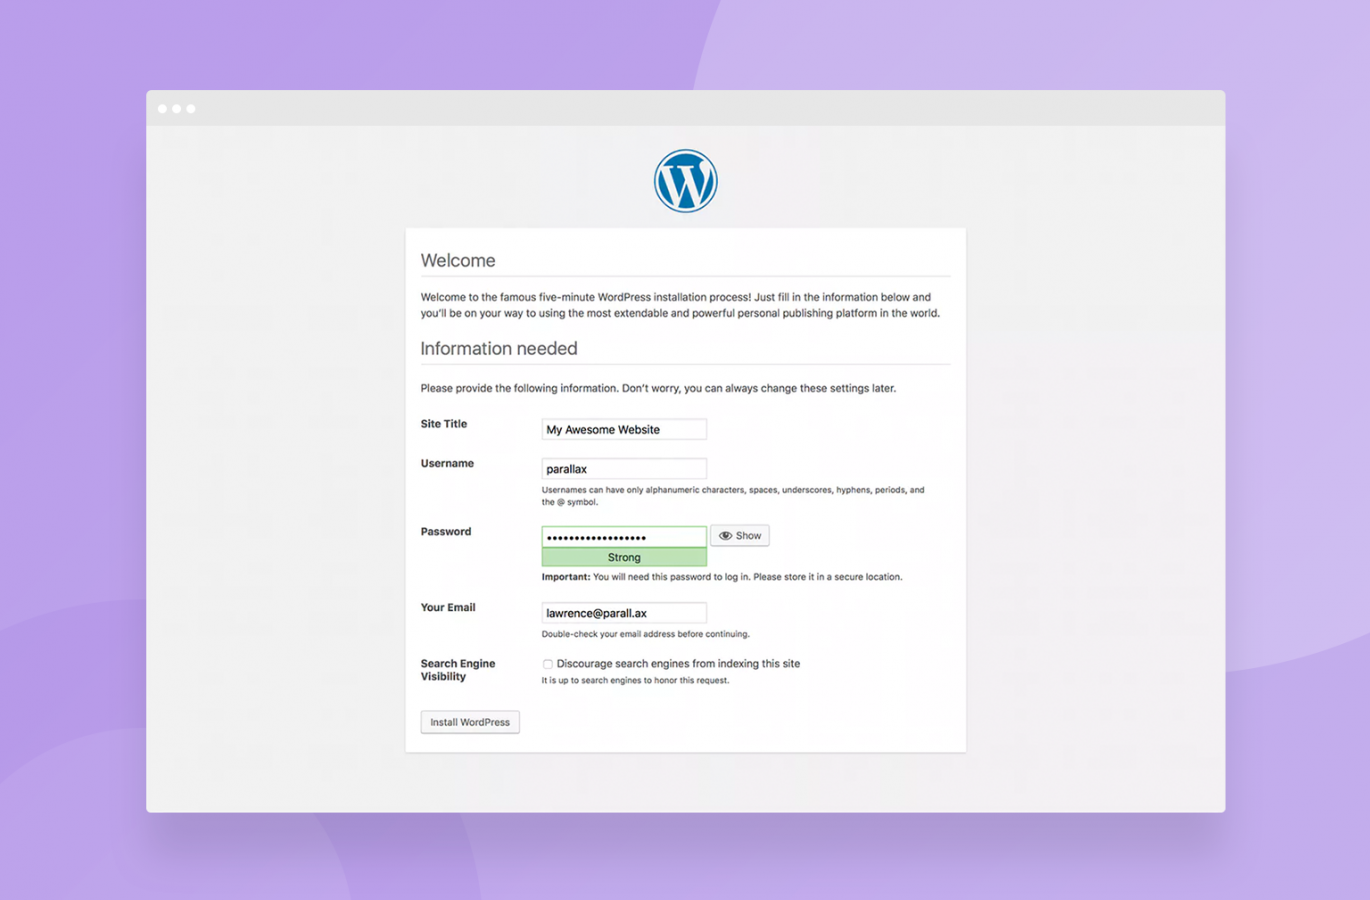 Welcome
Welcome to the famous five-minute WordPress installation process! Just fill in the information below and
you'll be on your way to using the most extendable and powerful personal publishing platform in the world.
Information needed
Please provide the following information. Don't worry, you can always change these settings later.
Site Title
My Awesome Website
Username
parallax
Usernames can have only alphanumeric characters, spaces, underscores, hyphens, periods, and
the @ symbol.
Password
••••••••••••••••••
Show
Strong
Important: You will need this password to log in. Please store it in a secure location.
Your Email
lawrence@parall.ax
Double-check your email address before continuing.
Search Engine
Visibility
Discourage search engines from indexing this site
It is up to search engines to honor this request.
Install WordPress